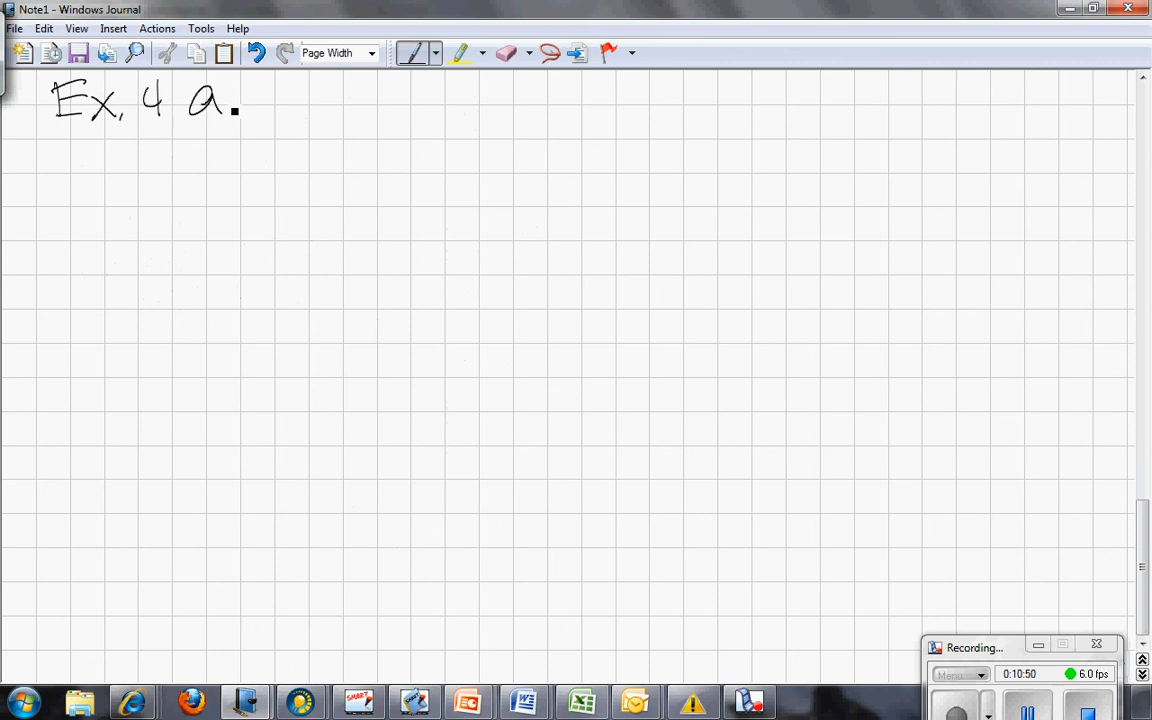 Note1 - Windows Journal
File Edit View Insert Actions Tools Help
Page Width
Ex. 4 a.
Recording...
Menu 0:10:50 6.0 fps
SMART